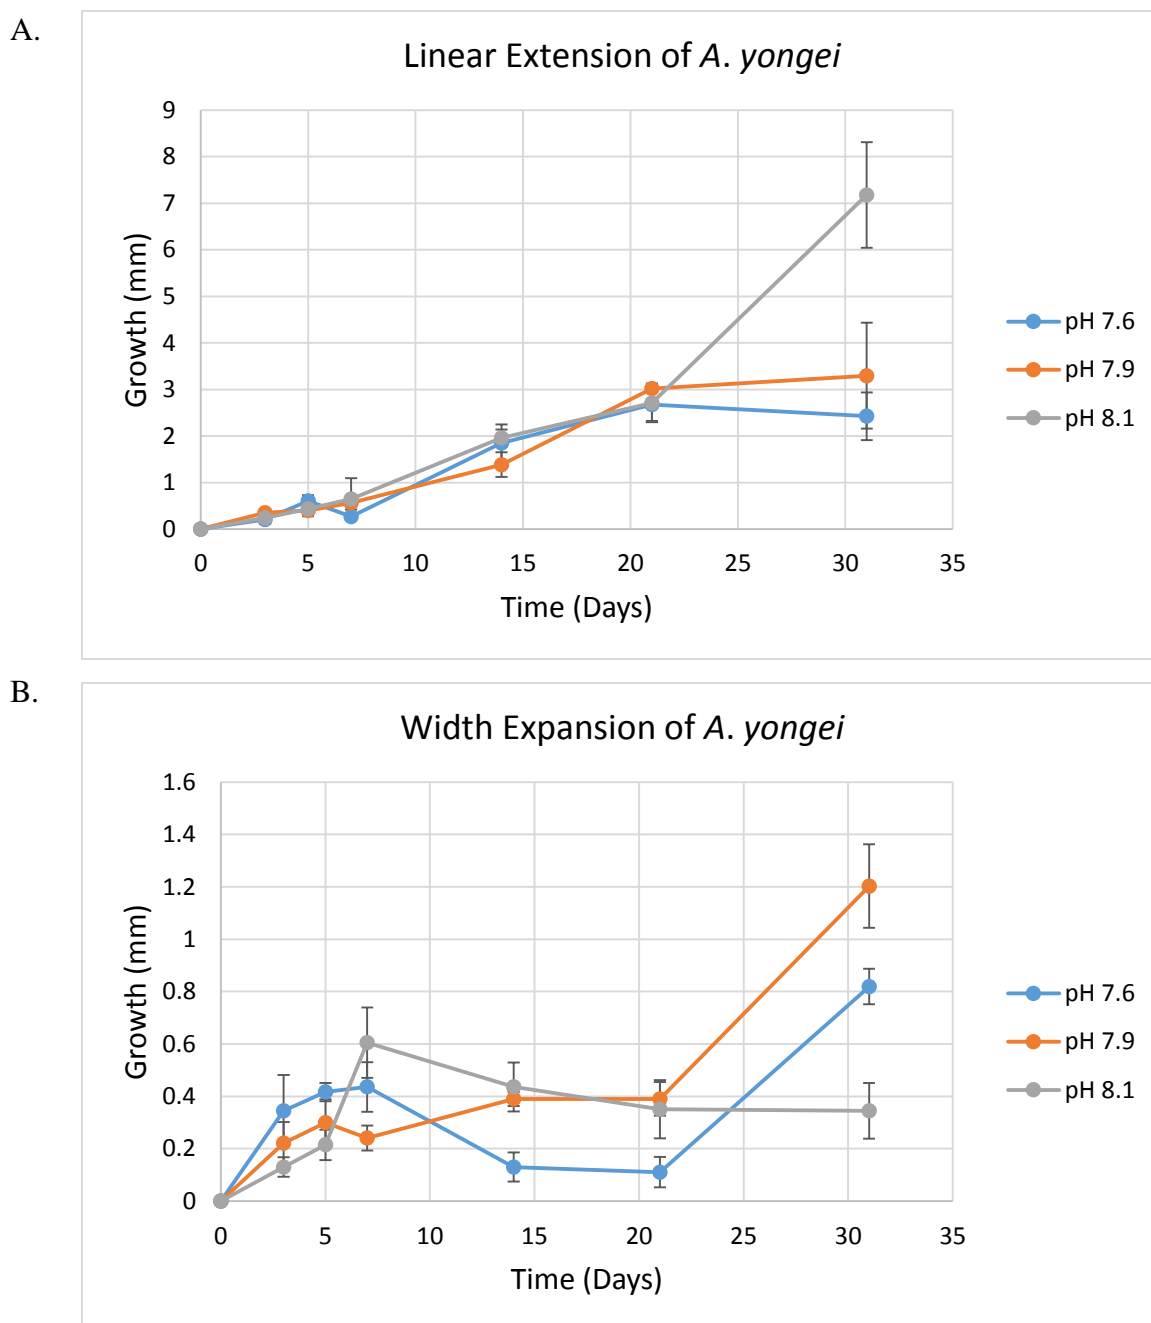 A.
Linear Extension of A. yongei
9
8
7
6
5
4
3
2
1
0
Growth (mm)
0 5 10 15 20 25 30 35
Time (Days)
pH 7.6
pH 7.9
pH 8.1
B.
Width Expansion of A. yongei
1.6
1.4
1.2
1
0.8
0.6
0.4
0.2
0
Growth (mm)
0 5 10 15 20 25 30 35
Time (Days)
pH 7.6
pH 7.9
pH 8.1